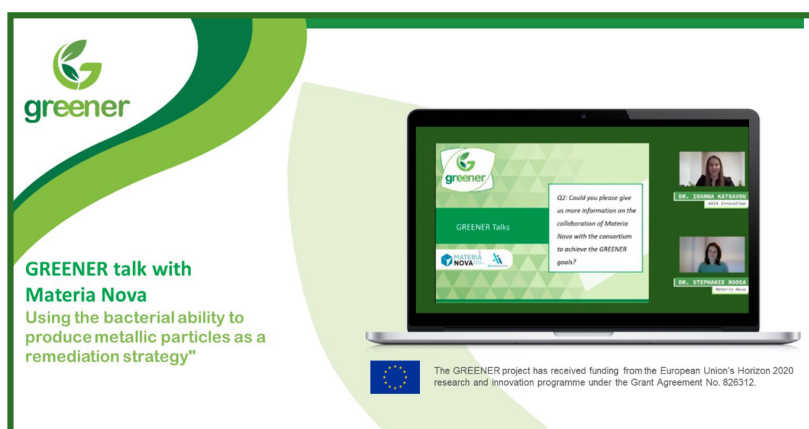 greener
GREENER talk with
Materia Nova
Using the bacterial ability to
produce metallic particles as a
remediation strategy"
greener
GREENER Talks
MATERIA
NOVA
Q2: Could you please give
us more information on the
collaboration of Materia
Nova with the consortium
to achieve the GREENER
goals?
DR. IOANNA KATSAVOU
AXIA Innovation
DR. STEPHANIE ROOSA
Materia Nova
The GREENER project has received funding from the European Union's Horizon 2020
research and innovation programme under the Grant Agreement No. 826312.